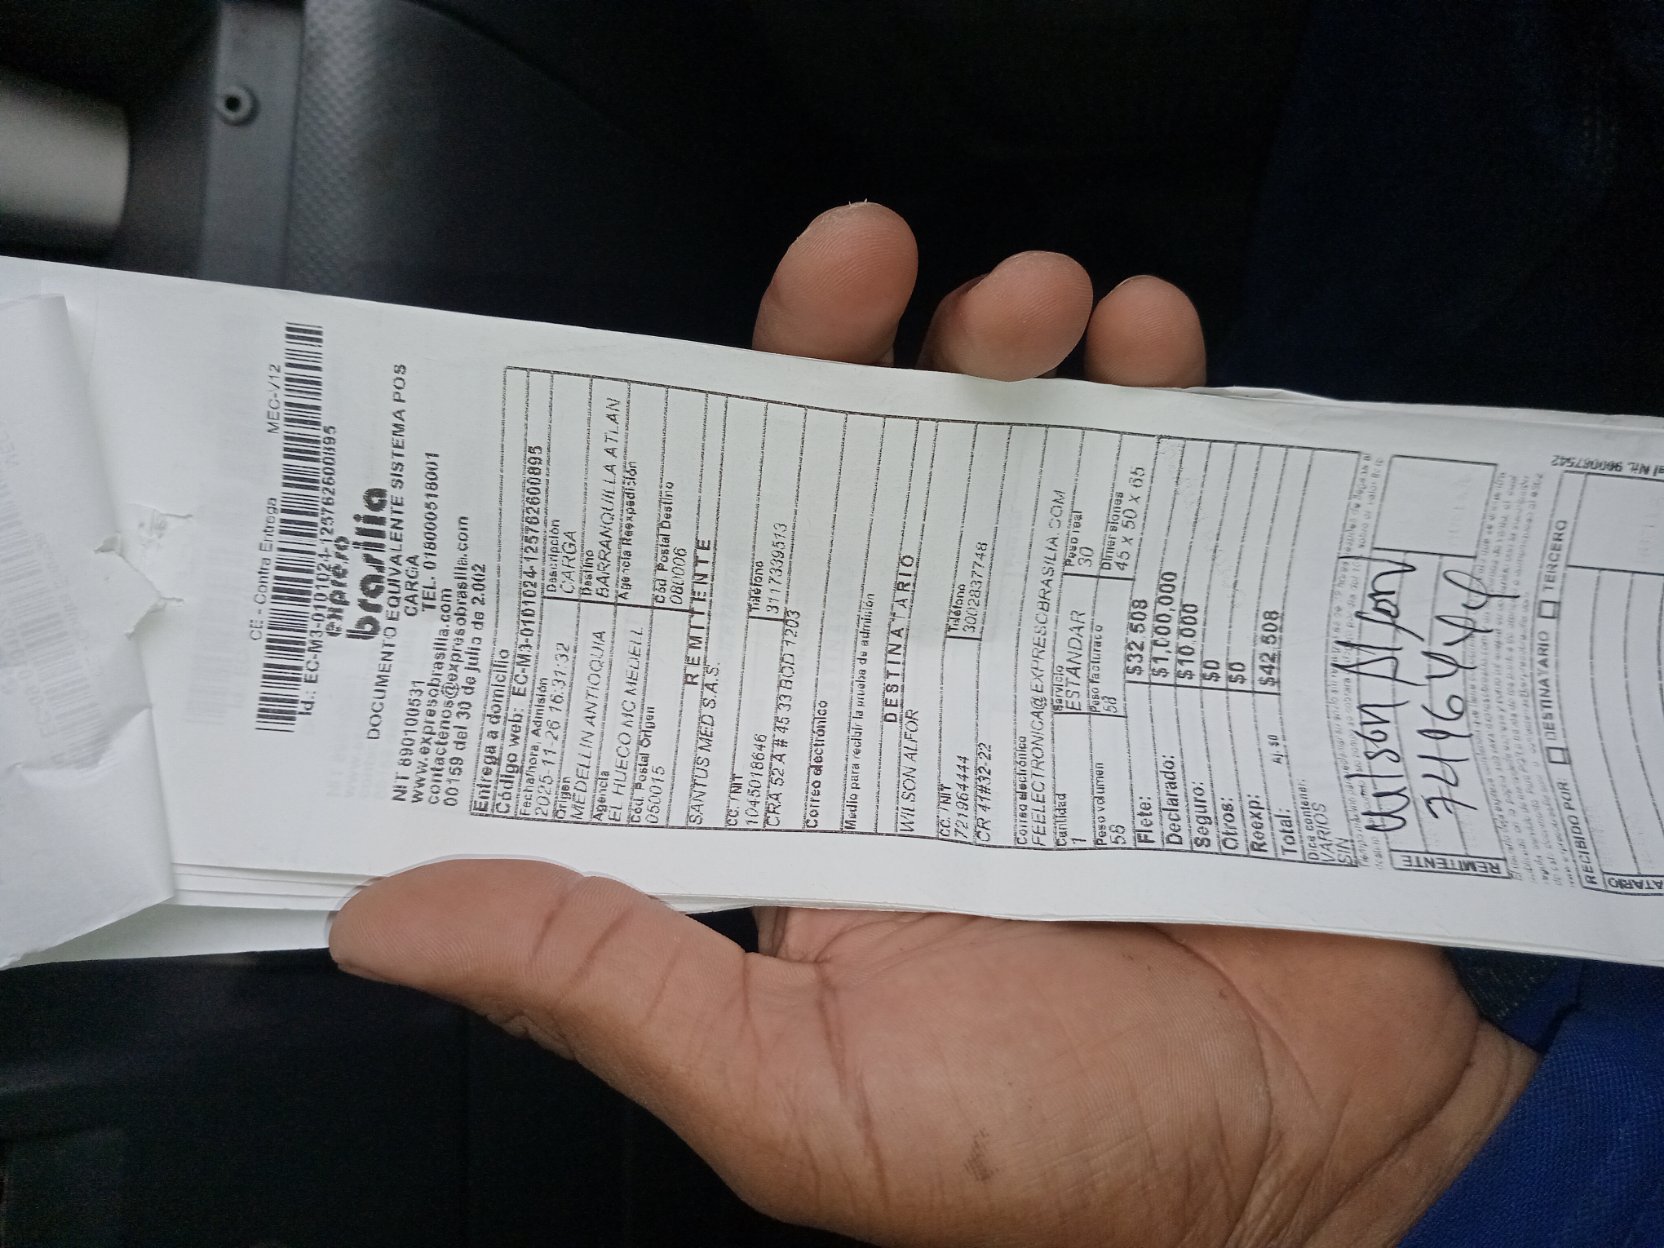 CE - Contra Entrega MEC-V12
Id.: EC-M3-0101024-125762600895
expreso
brasilia
DOCUMENTO EQUIVALENTE SISTEMA POS
CARGA
NIT 890100531 TEL. 018000518001
www.expresobrasilia.com
contactenos@expresobrasilia.com
00159 del 30 de julio de 2.002
Entrega a domicilio
Código web: EC-M3-0101024-125762600895
Fecha/hora Admisión Descripción
2025-11-26 16:31:32 CARGA
Origen Destino
MEDELLIN ANTIOQUIA BARRANQUILLA ATLAN
Agencia Agencia Reexpedición
EL HUECO MC MEDELL
Cód. Postal Origen Cód. Postal Destino
050015 080006
REMITENTE
SANTUS MED S.A.S.
CC. / NIT Teléfono
1045018646 3117339513
CRA 52 A # 45 33 BOD 1203
Correo electrónico
Medio para recibir la prueba de admisión
DESTINATARIO
WILSON ALFOR
CC. / NIT Teléfono
721964444 3002837748
CR 41#32-22
Correo electrónico
FEELECTRONICA@EXPRESOBRASILIA.COM
Cantidad Servicio Peso real
1 ESTANDAR 30
Peso volumen Peso facturado Dimensiones
58 58 45 x 50 x 65
Flete: $32,508
Declarado: $1,000,000
Seguro: $10,000
Otros: $0
Reexp: $0
Total: Aj. $0 $42,508
Dice contener:
VARIOS
SIN
REMITENTE
Wilson Alfor
REMITENTE
RECIBIDO POR: DESTINATARIO TERCERO